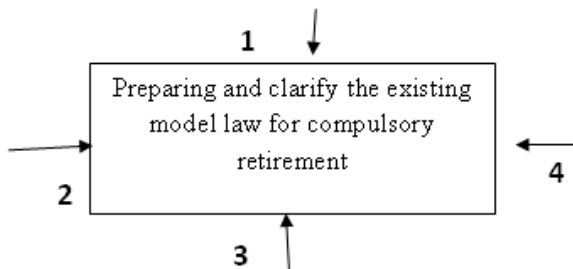 1
Preparing and clarify the existing
model law for compulsory
retirement
2
4
3